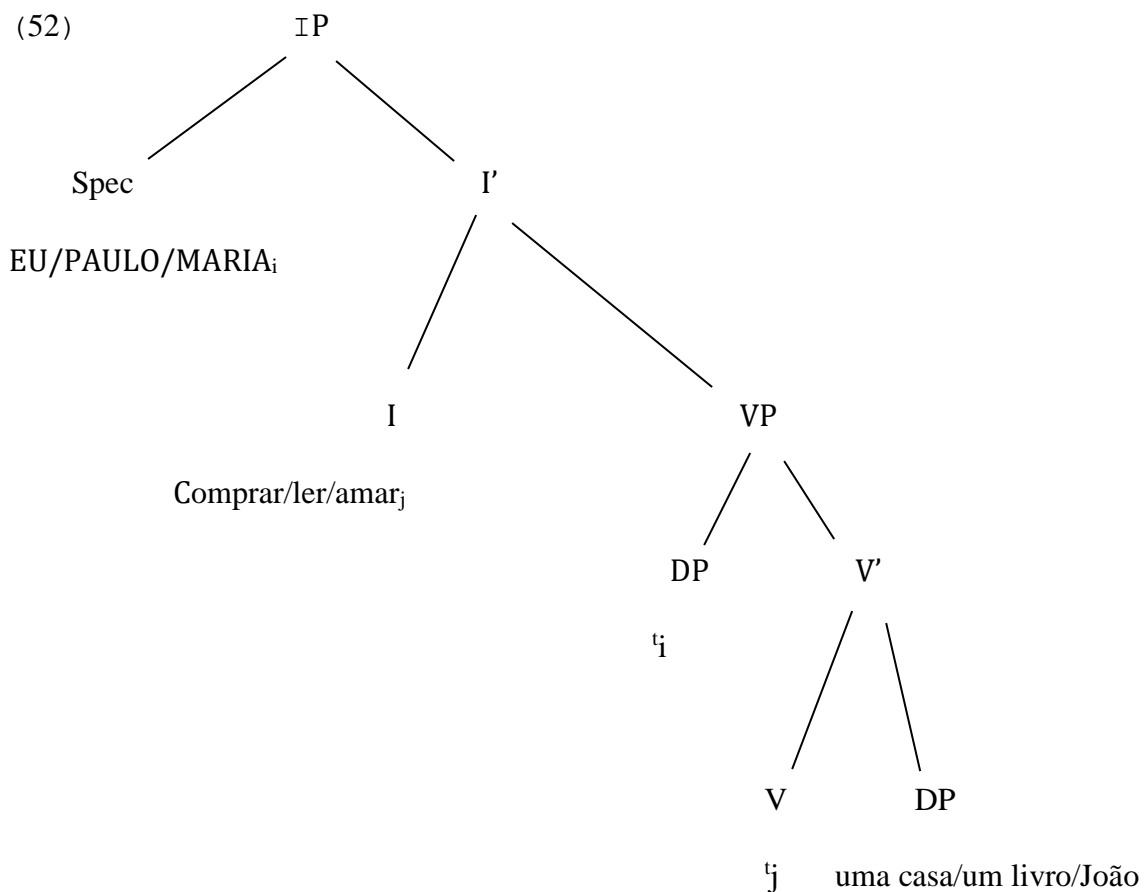 (52) IP
Spec I’
EU/PAULO/MARIAi
I VP
Comprar/ler/amarj
DP V’
ti
V DP
tj uma casa/um livro/João